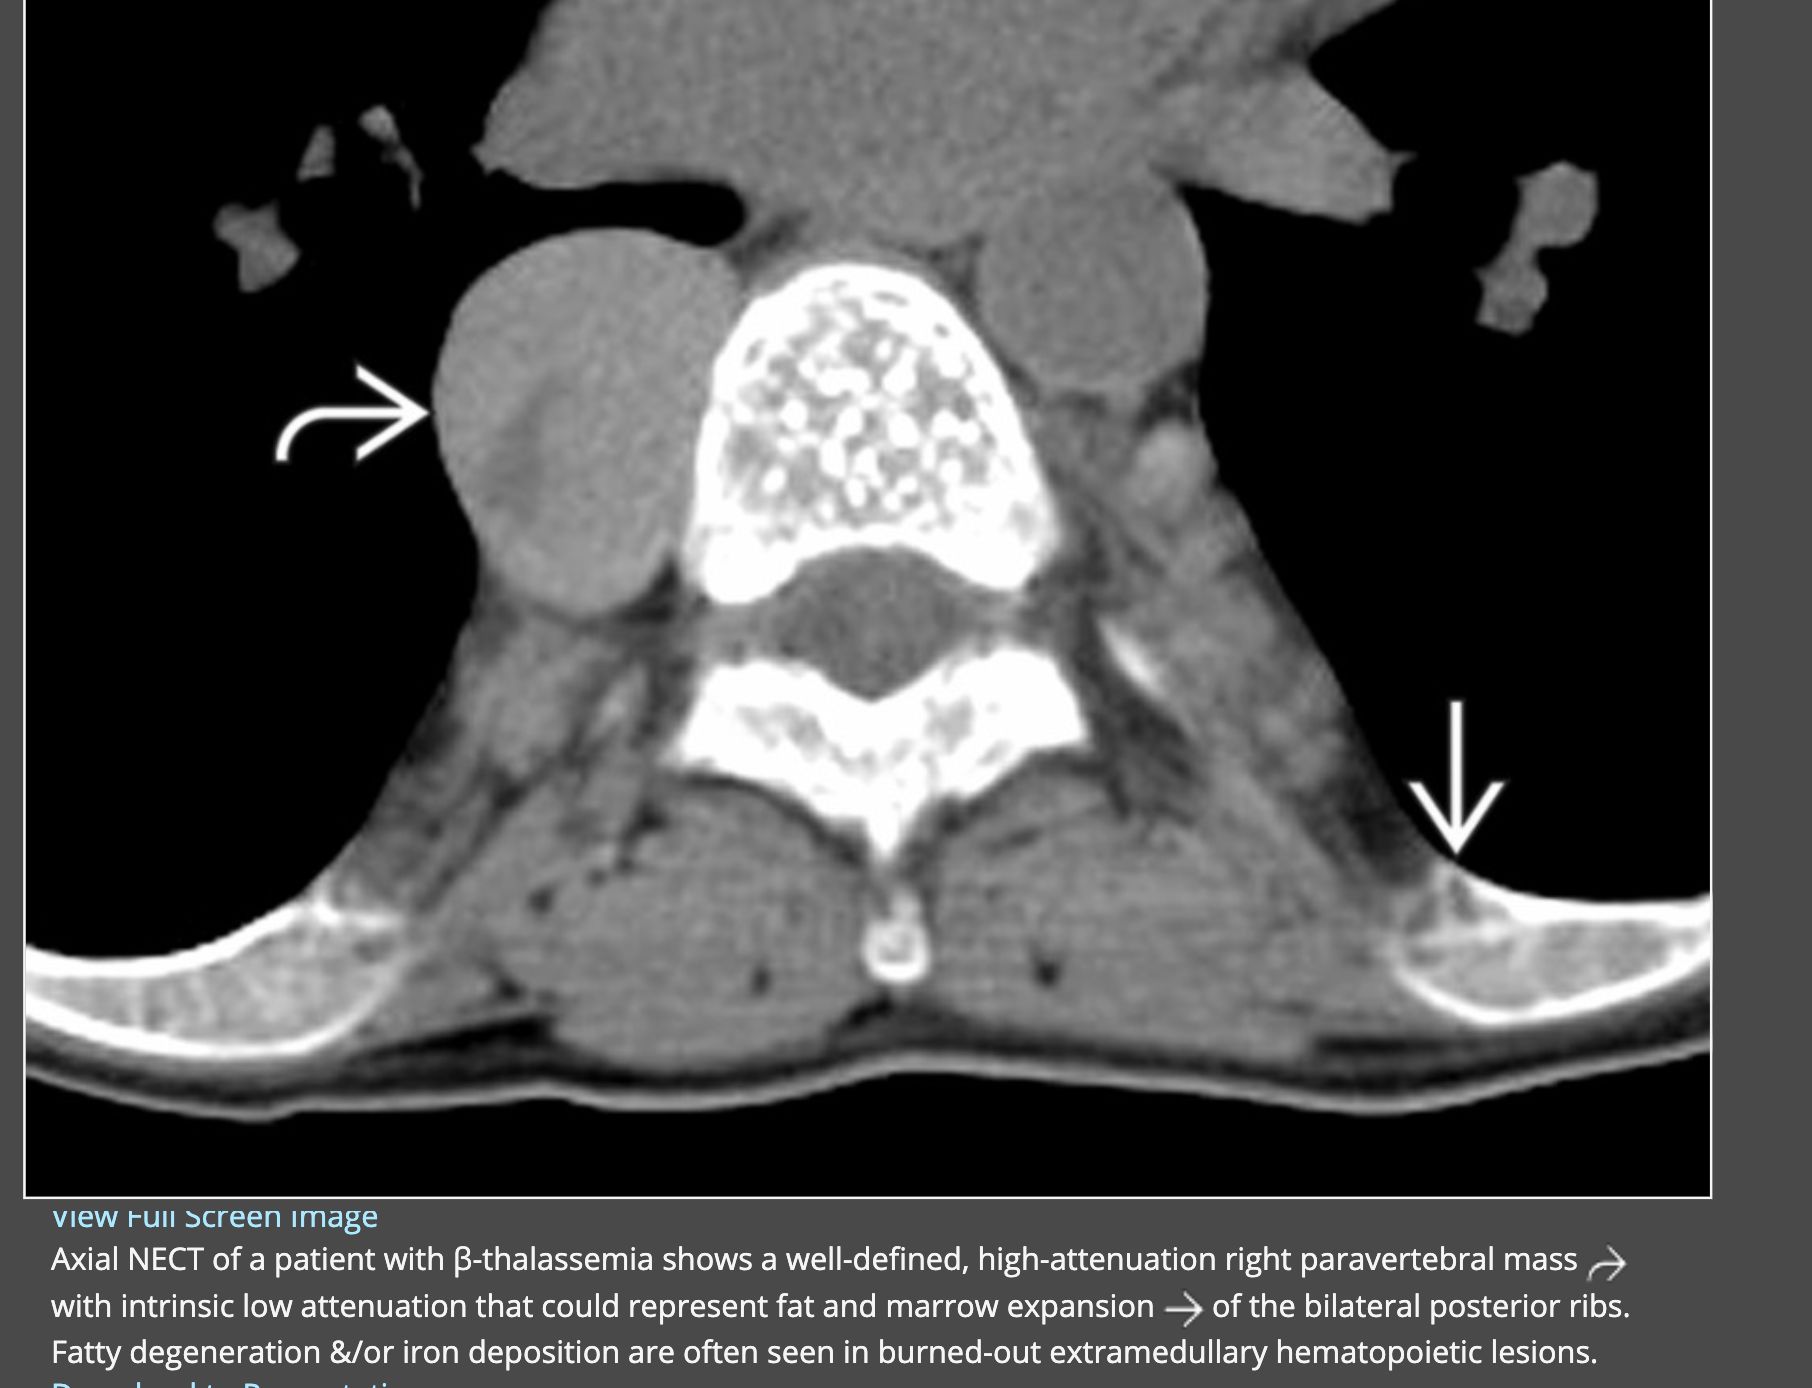 View Full Screen Image
Axial NECT of a patient with β-thalassemia shows a well-defined, high-attenuation right paravertebral mass
with intrinsic low attenuation that could represent fat and marrow expansion → of the bilateral posterior ribs.
Fatty degeneration &/or iron deposition are often seen in burned-out extramedullary hematopoietic lesions.